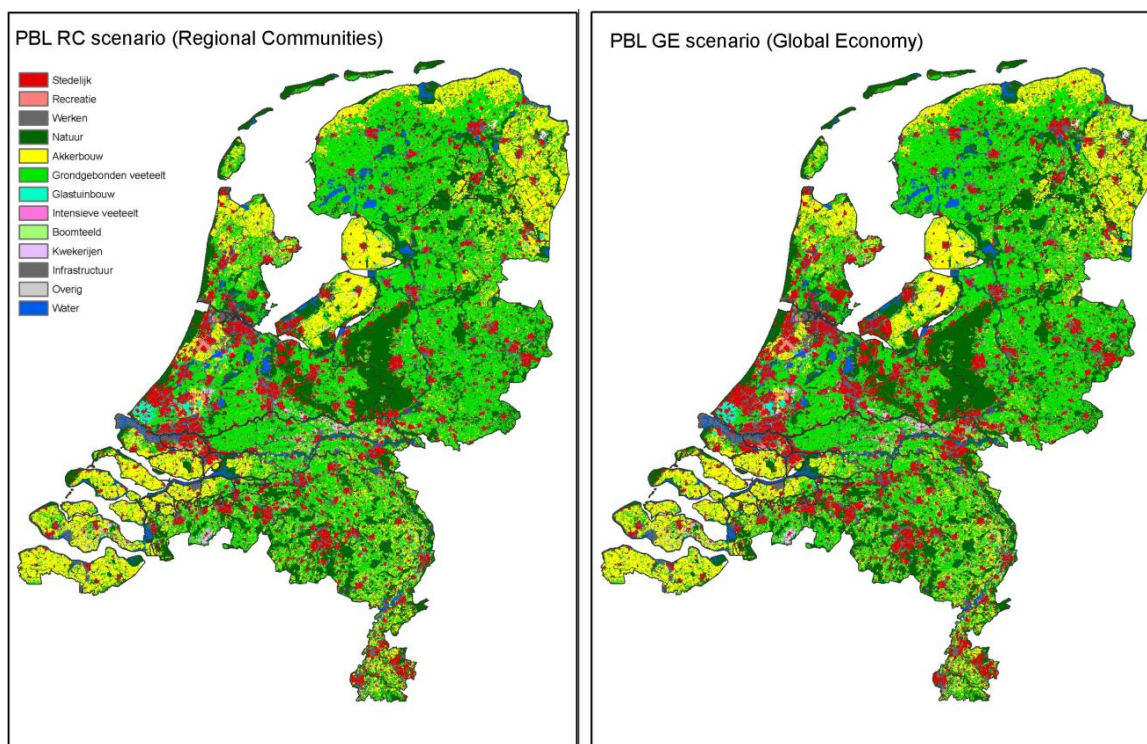 PBL RC scenario (Regional Communities)
Stedelijk
Recreatie
Werken
Natuur
Akkerbouw
Grondgebonden veeteelt
Glastuinbouw
Intensieve veeteelt
Boomteeld
Kwekerijen
Infrastructuur
Overig
Water
PBL GE scenario (Global Economy)